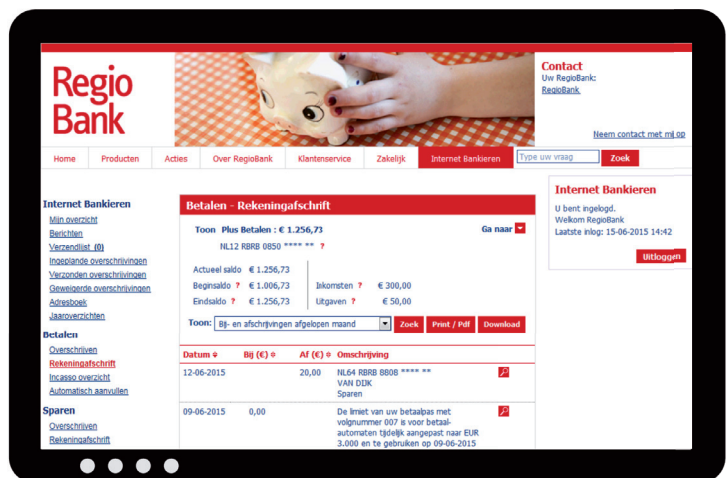 Regio
Bank
Contact
Uw RegioBank:
RegioBank
Neem contact met mij op
Home Producten Acties Over RegioBank Klantenservice Zakelijk Internet Bankieren Type uw vraag Zoek
Internet Bankieren
Mijn overzicht
Berichten
Verzendlijst (0)
Ingeplande overschrijvingen
Verzonden overschrijvingen
Geweigerde overschrijvingen
Adresboek
Jaaroverzichten
Betalen
Overschrijven
Rekeningafschrift
Incasso overzicht
Automatisch aanvullen
Sparen
Overschrijven
Rekeningafschrift
Betalen - Rekeningafschrift
Toon Plus Betalen : € 1.256,73 Ga naar
NL12 RBRB 0850 **** ** ?
Actueel saldo € 1.256,73
Beginsaldo ? € 1.006,73 Inkomsten ? € 300,00
Eindsaldo ? € 1.256,73 Uitgaven ? € 50,00
Toon: Bij- en afschrijvingen afgelopen maand Zoek Print / Pdf Download
Datum Bij (€) Af (€) Omschrijving
12-06-2015 20,00 NL64 RBRB 8808 **** **
VAN DIJK
Sparen
09-06-2015 0,00 De limiet van uw betaalpas met
volgnummer 007 is voor betaal-
automaten tijdelijk aangepast naar EUR
3.000 en te gebruiken op 09-06-2015
Internet Bankieren
U bent ingelogd.
Welkom RegioBank
Laatste inlog: 15-06-2015 14:42
Uitloggen